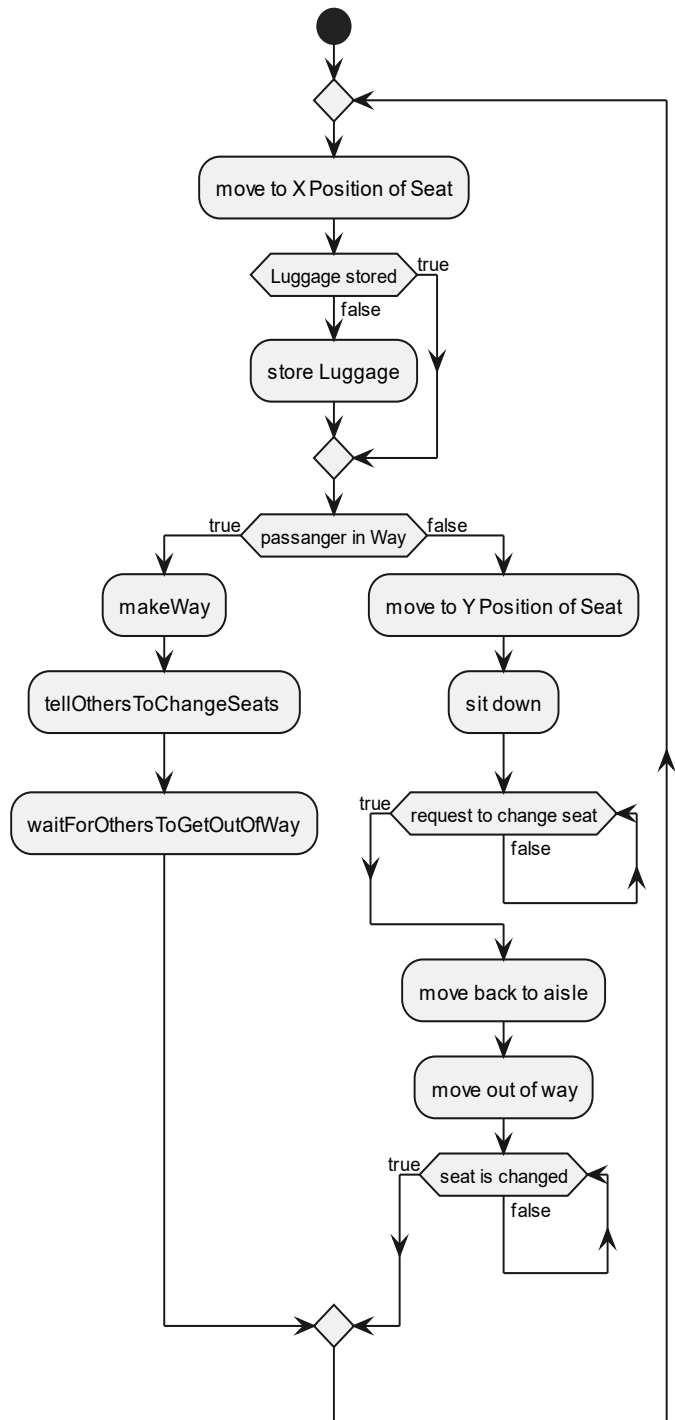 move to X Position of Seat
Luggage stored
true
false
store Luggage
true
passanger in Way
false
makeWay
tellOthersToChangeSeats
waitForOthersToGetOutOfWay
move to Y Position of Seat
sit down
true
request to change seat
false
move back to aisle
move out of way
true
seat is changed
false